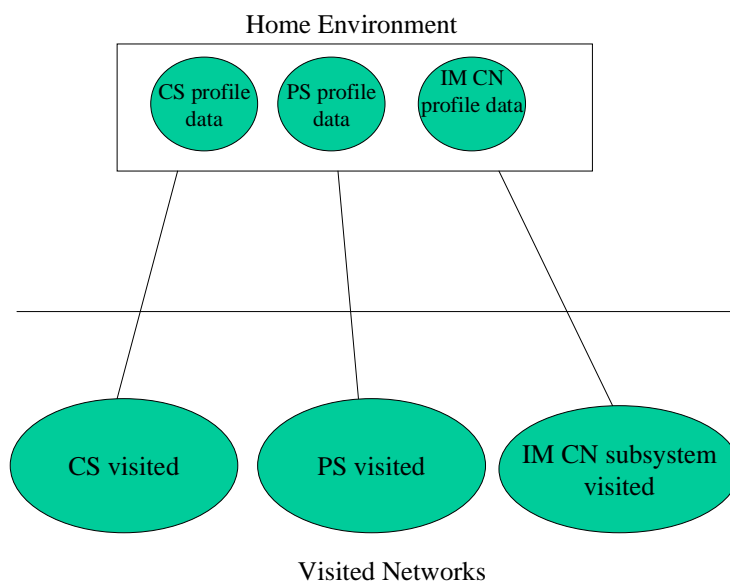 Home Environment
CS profile
data
PS profile
data
IM CN
profile data
CS visited
PS visited
IM CN subsystem
visited
Visited Networks